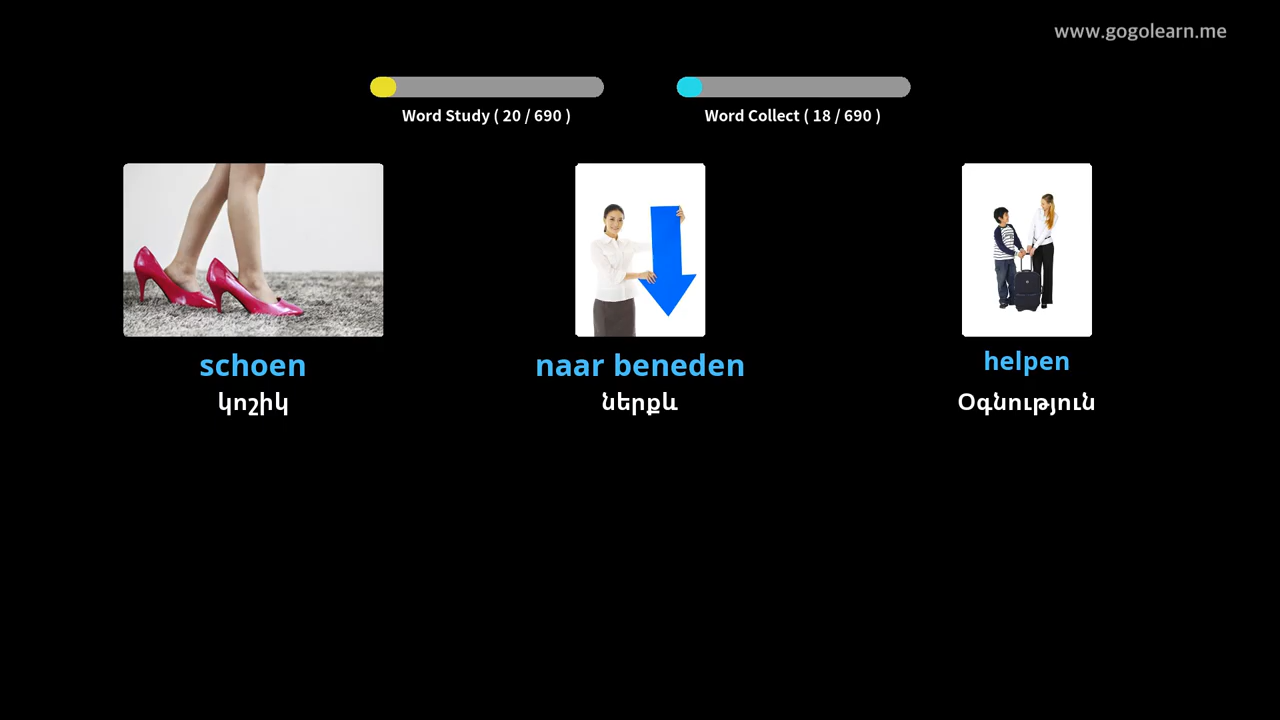 www.gogolearn.me
Word Study ( 20 / 690 )
Word Collect ( 18 / 690 )
schoen
կոշիկ
naar beneden
ներքև
helpen
Օգնություն